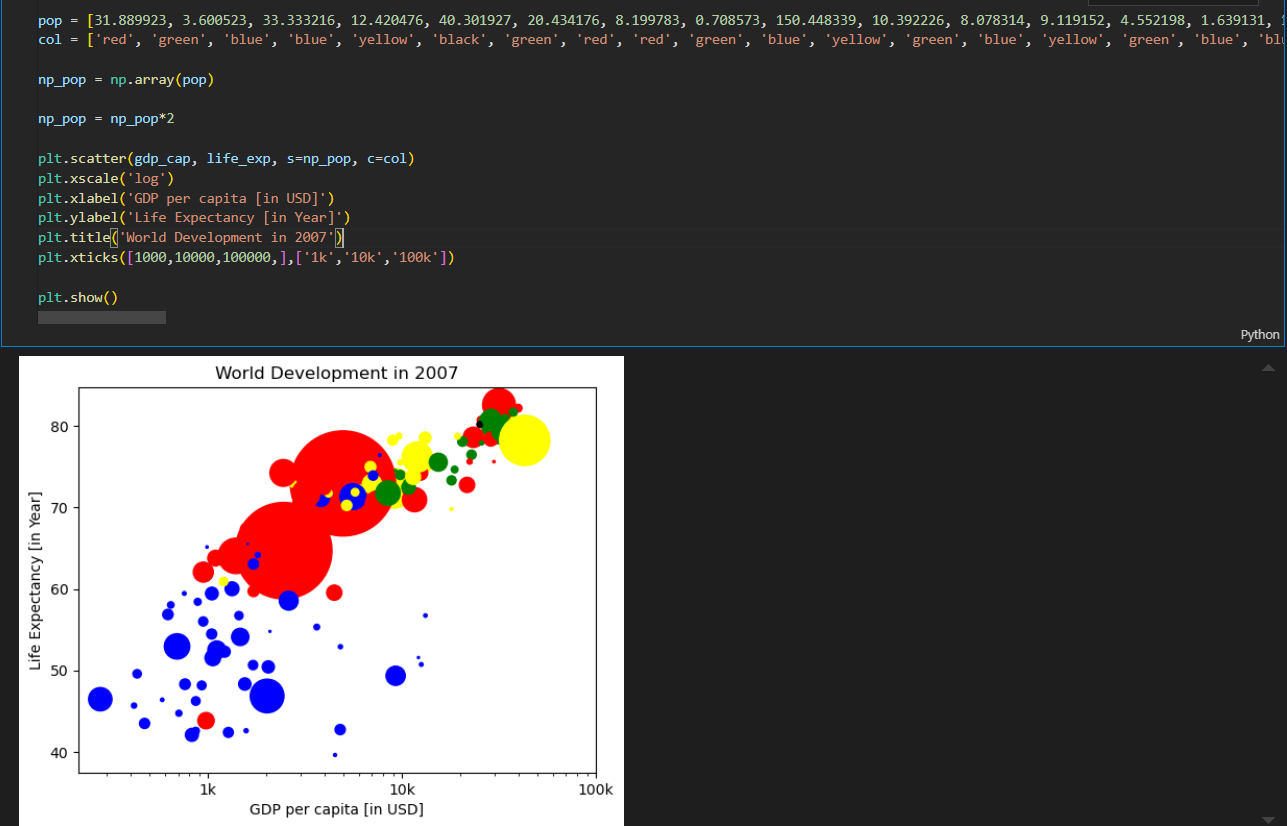 pop = [31.889923, 3.600523, 33.333216, 12.420476, 40.301927, 20.434176, 8.199783, 0.708573, 150.448339, 10.392226, 8.078314, 9.119152, 4.552198, 1.639131,
col = ['red', 'green', 'blue', 'blue', 'yellow', 'black', 'green', 'red', 'red', 'green', 'blue', 'yellow', 'green', 'blue', 'yellow', 'green', 'blue',
np_pop = np.array(pop)
np_pop = np_pop*2
plt.scatter(gdp_cap, life_exp, s=np_pop, c=col)
plt.xscale('log')
plt.xlabel('GDP per capita [in USD]')
plt.ylabel('Life Expectancy [in Year]')
plt.title('World Development in 2007')
plt.xticks([1000,10000,100000,],['1k','10k','100k'])
plt.show()
Python
World Development in 2007
Life Expectancy [in Year]
80
70
60
50
40
1k 10k 100k
GDP per capita [in USD]